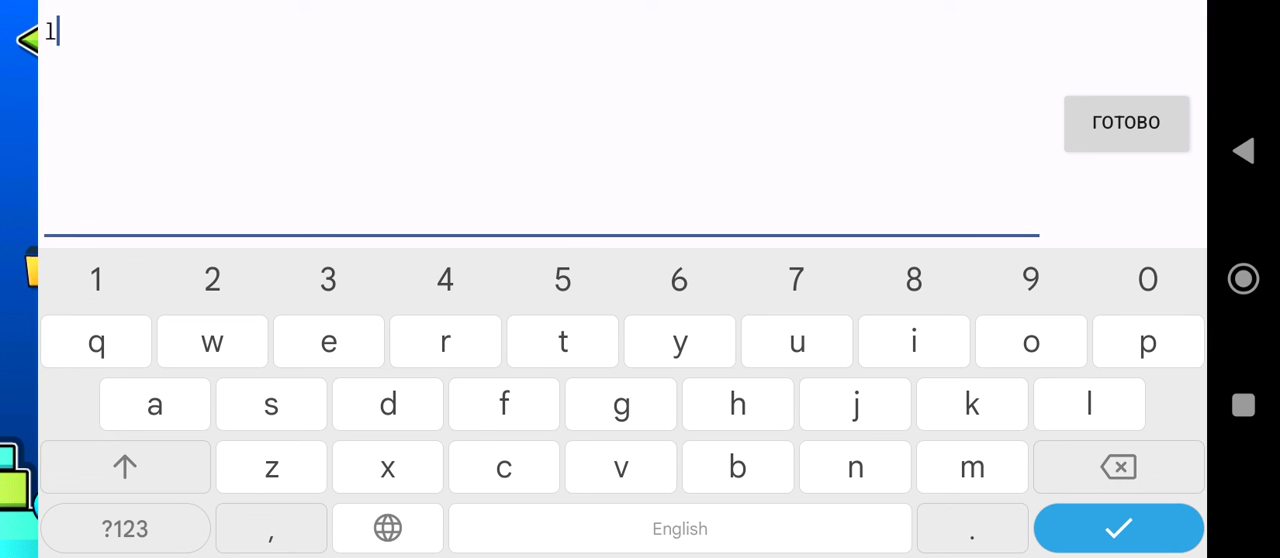 1
ГОТОВО
1 2 3 4 5 6 7 8 9 0
q w e r t y u i o p
a s d f g h j k l
z x c v b n m
?123 , English .